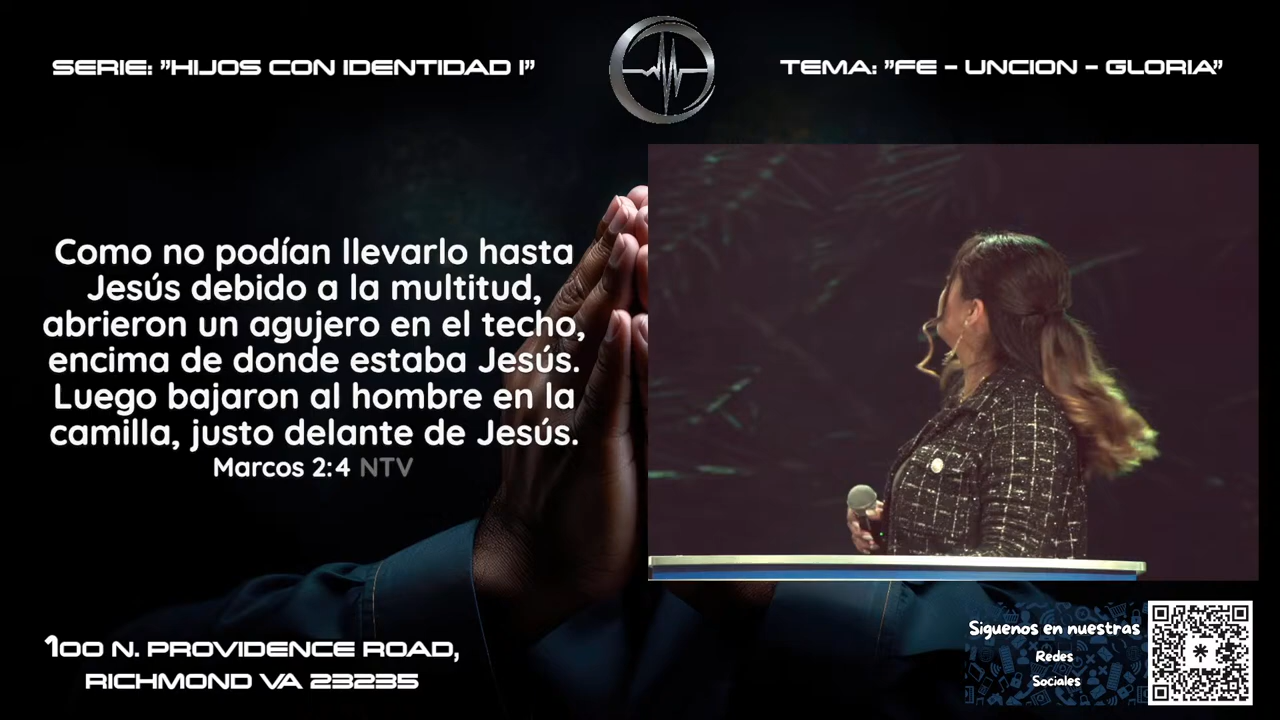 SERIE: "HIJOS CON IDENTIDAD I"
TEMA: "FE - UNCION - GLORIA"
Como no podían llevarlo hasta
Jesús debido a la multitud,
abrieron un agujero en el techo,
encima de donde estaba Jesús.
Luego bajaron al hombre en la
camilla, justo delante de Jesús.
Marcos 2:4 NTV
100 N. PROVIDENCE ROAD,
RICHMOND VA 23235
Siguenos en nuestras
Redes
Sociales